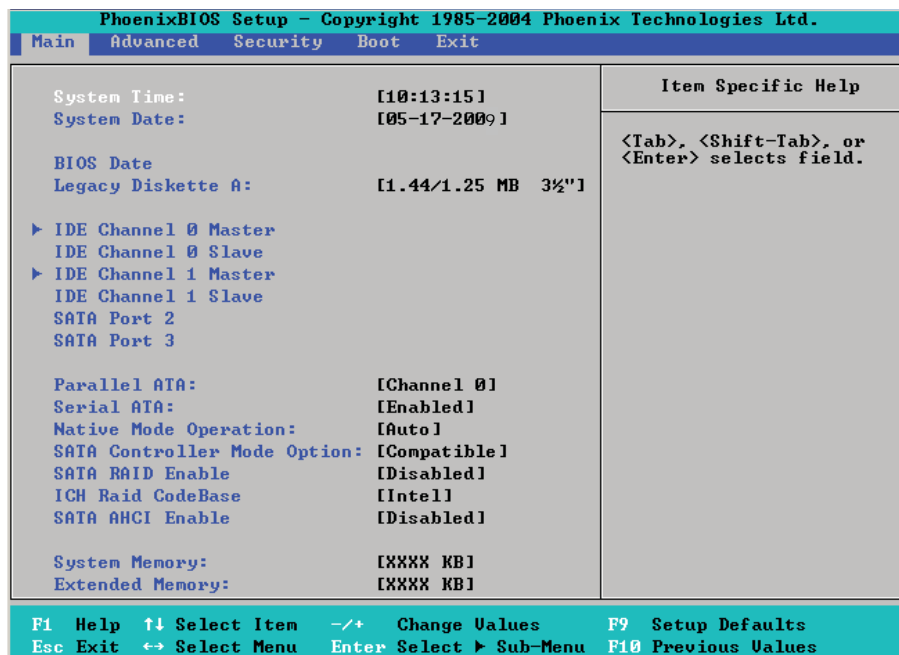 PhoenixBIOS Setup - Copyright 1985-2004 Phoenix Technologies Ltd.
Main Advanced Security Boot Exit
System Time: [10:13:15]
System Date: [05-17-2009]
BIOS Date
Legacy Diskette A: [1.44/1.25 MB 3½"]
▶ IDE Channel 0 Master
IDE Channel 0 Slave
▶ IDE Channel 1 Master
IDE Channel 1 Slave
SATA Port 2
SATA Port 3
Parallel ATA: [Channel 0]
Serial ATA: [Enabled]
Native Mode Operation: [Auto]
SATA Controller Mode Option: [Compatible]
SATA RAID Enable [Disabled]
ICH Raid CodeBase [Intel]
SATA AHCI Enable [Disabled]
System Memory: [XXXX KB]
Extended Memory: [XXXX KB]
Item Specific Help
<Tab>, <Shift-Tab>, or
<Enter> selects field.
F1 Help ↑↓ Select Item -/+ Change Values F9 Setup Defaults
Esc Exit ↔ Select Menu Enter Select ▶ Sub-Menu F10 Previous Values